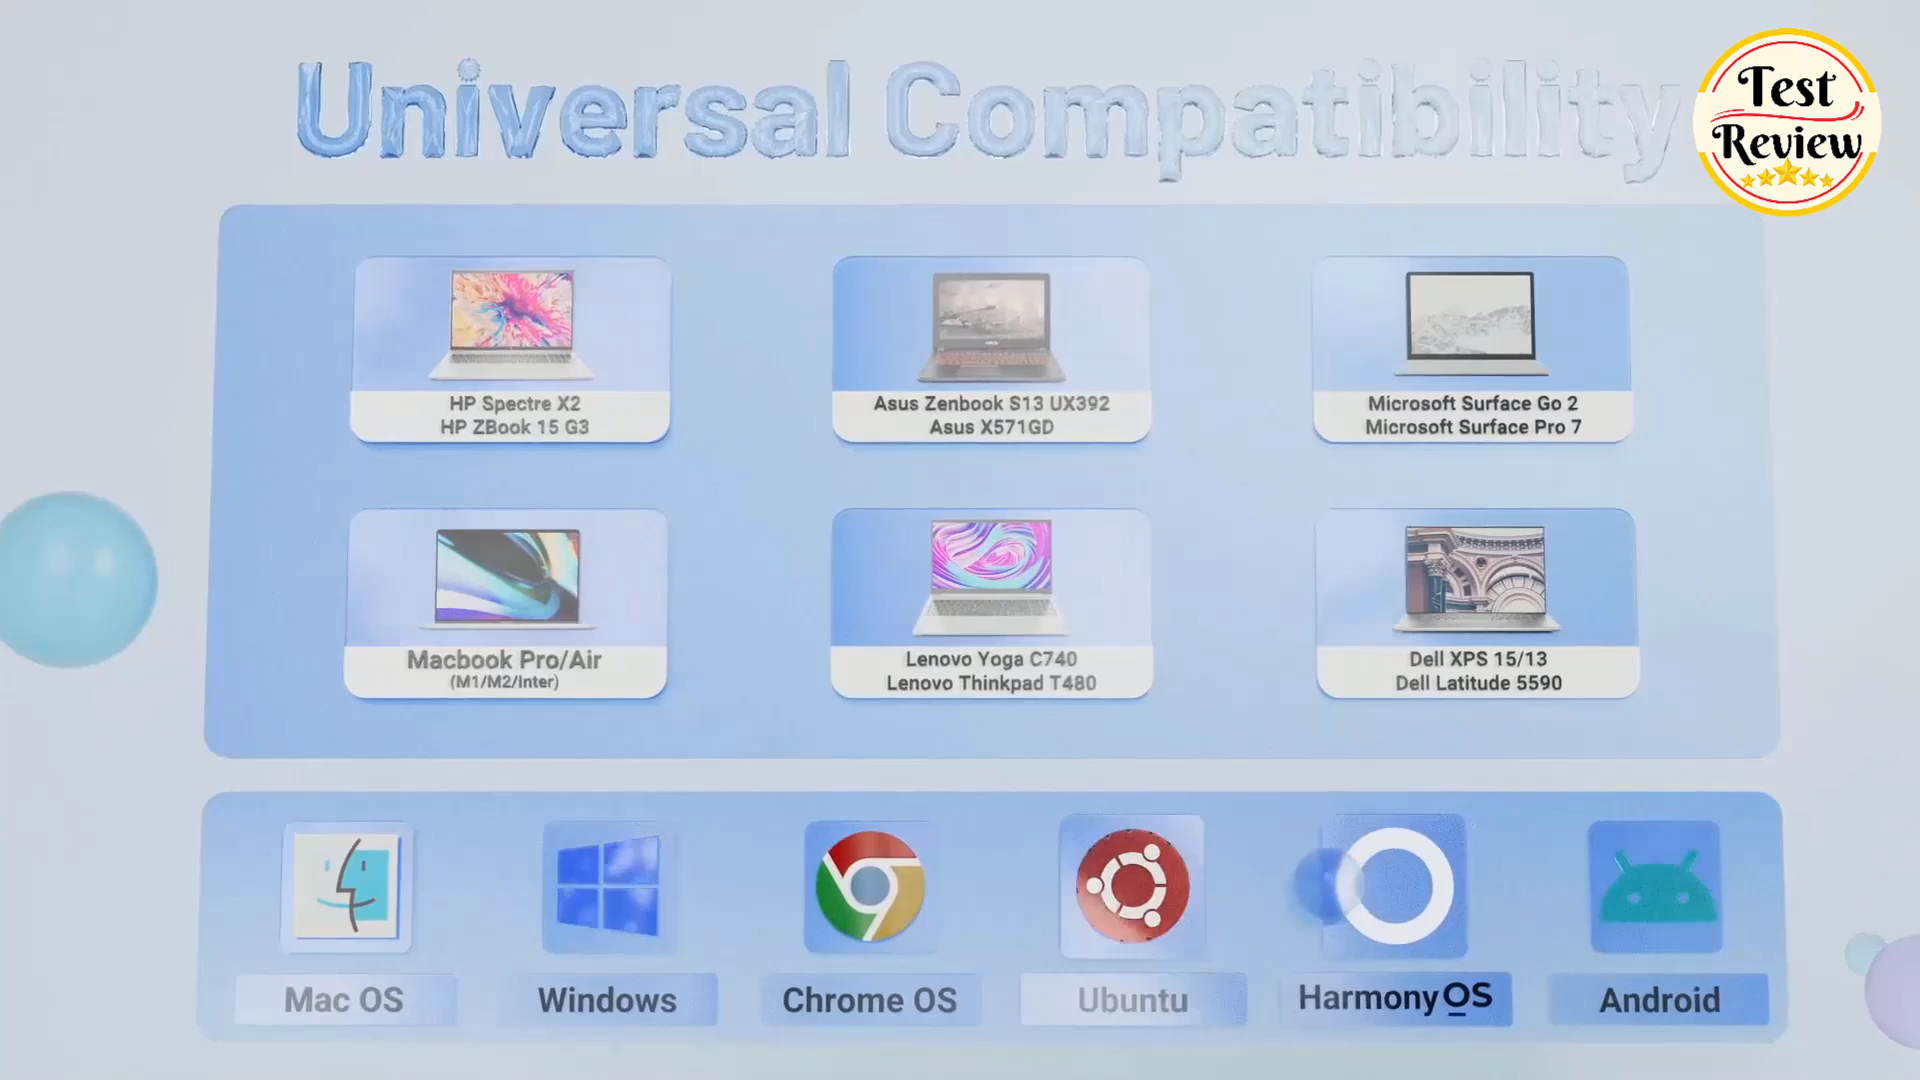 Universal Compatibility
Test
Review
HP Spectre X2
HP ZBook 15 G3
Asus Zenbook S13 UX392
Asus X571GD
Microsoft Surface Go 2
Microsoft Surface Pro 7
Macbook Pro/Air
(M1/M2/Inter)
Lenovo Yoga C740
Lenovo Thinkpad T480
Dell XPS 15/13
Dell Latitude 5590
Mac OS
Windows
Chrome OS
Ubuntu
HarmonyOS
Android